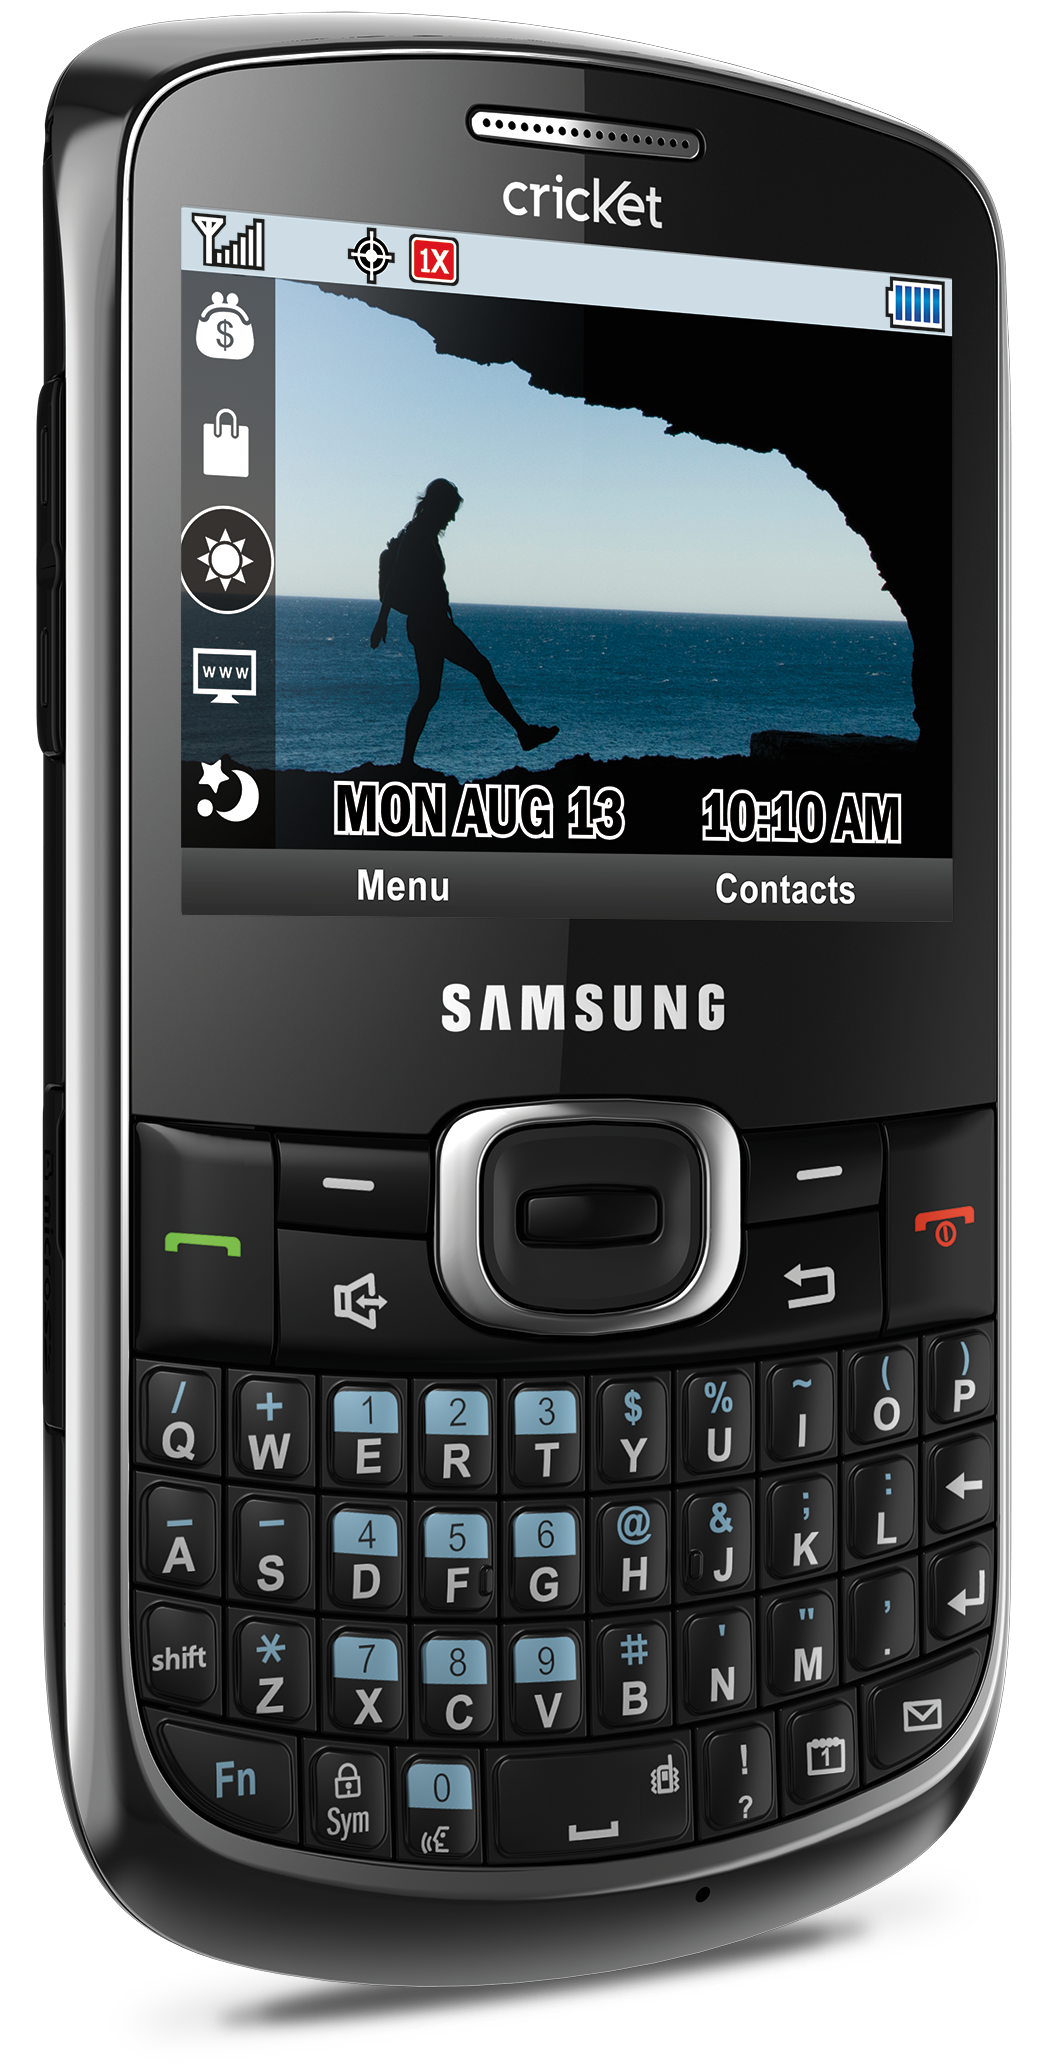 cricket
1X
$
WWW
MON AUG 13
10:10 AM
Menu
Contacts
SAMSUNG
/ + 1 2 3 $ % ~ ( )
Q W E R T Y U I O P
_ - 4 5 6 @ & ; :
A S D F G H J K L
* 7 8 9 # ' " ,
shift Z X C V B N M .
Fn
Sym
0
!
?
1